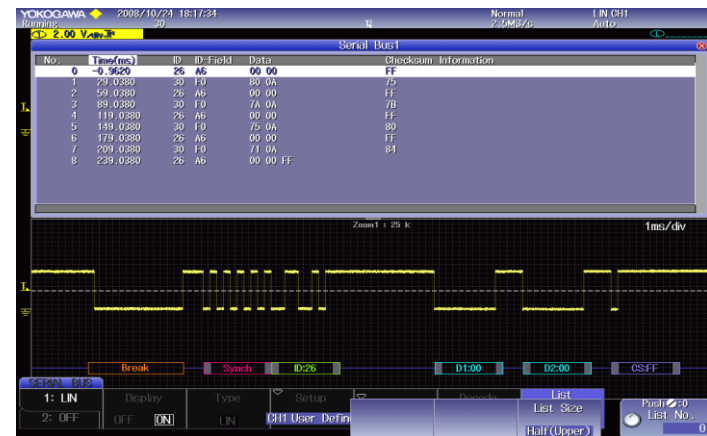 YOKOGAWA 2008/10/24 18:17:34 Normal LIN CH1
Running 30 2.5MS/s Auto
2.00 V
Serial Bus1
No. Time(ms) ID ID-Field Data Checksum Information
0 -0.9620 26 A6 00 00 FF
1 29.0380 30 F0 80 0A 75
2 59.0380 26 A6 00 00 FF
3 89.0380 30 F0 7A 0A 7B
4 119.0380 26 A6 00 00 FF
5 149.0380 30 F0 75 0A 80
6 179.0380 26 A6 00 00 FF
7 209.0380 30 F0 71 0A 84
8 239.0380 26 A6 00 00 FF
Zoom1 : 25 k 1ms/div
Break Synch ID:26 D1:00 D2:00 CS:FF
SERIAL BUS
1: LIN Display Type Setup Decode List
2: OFF OFF ON LIN CH1 User Defin
List Size
Half(Upper)
Push :0
List No.
0